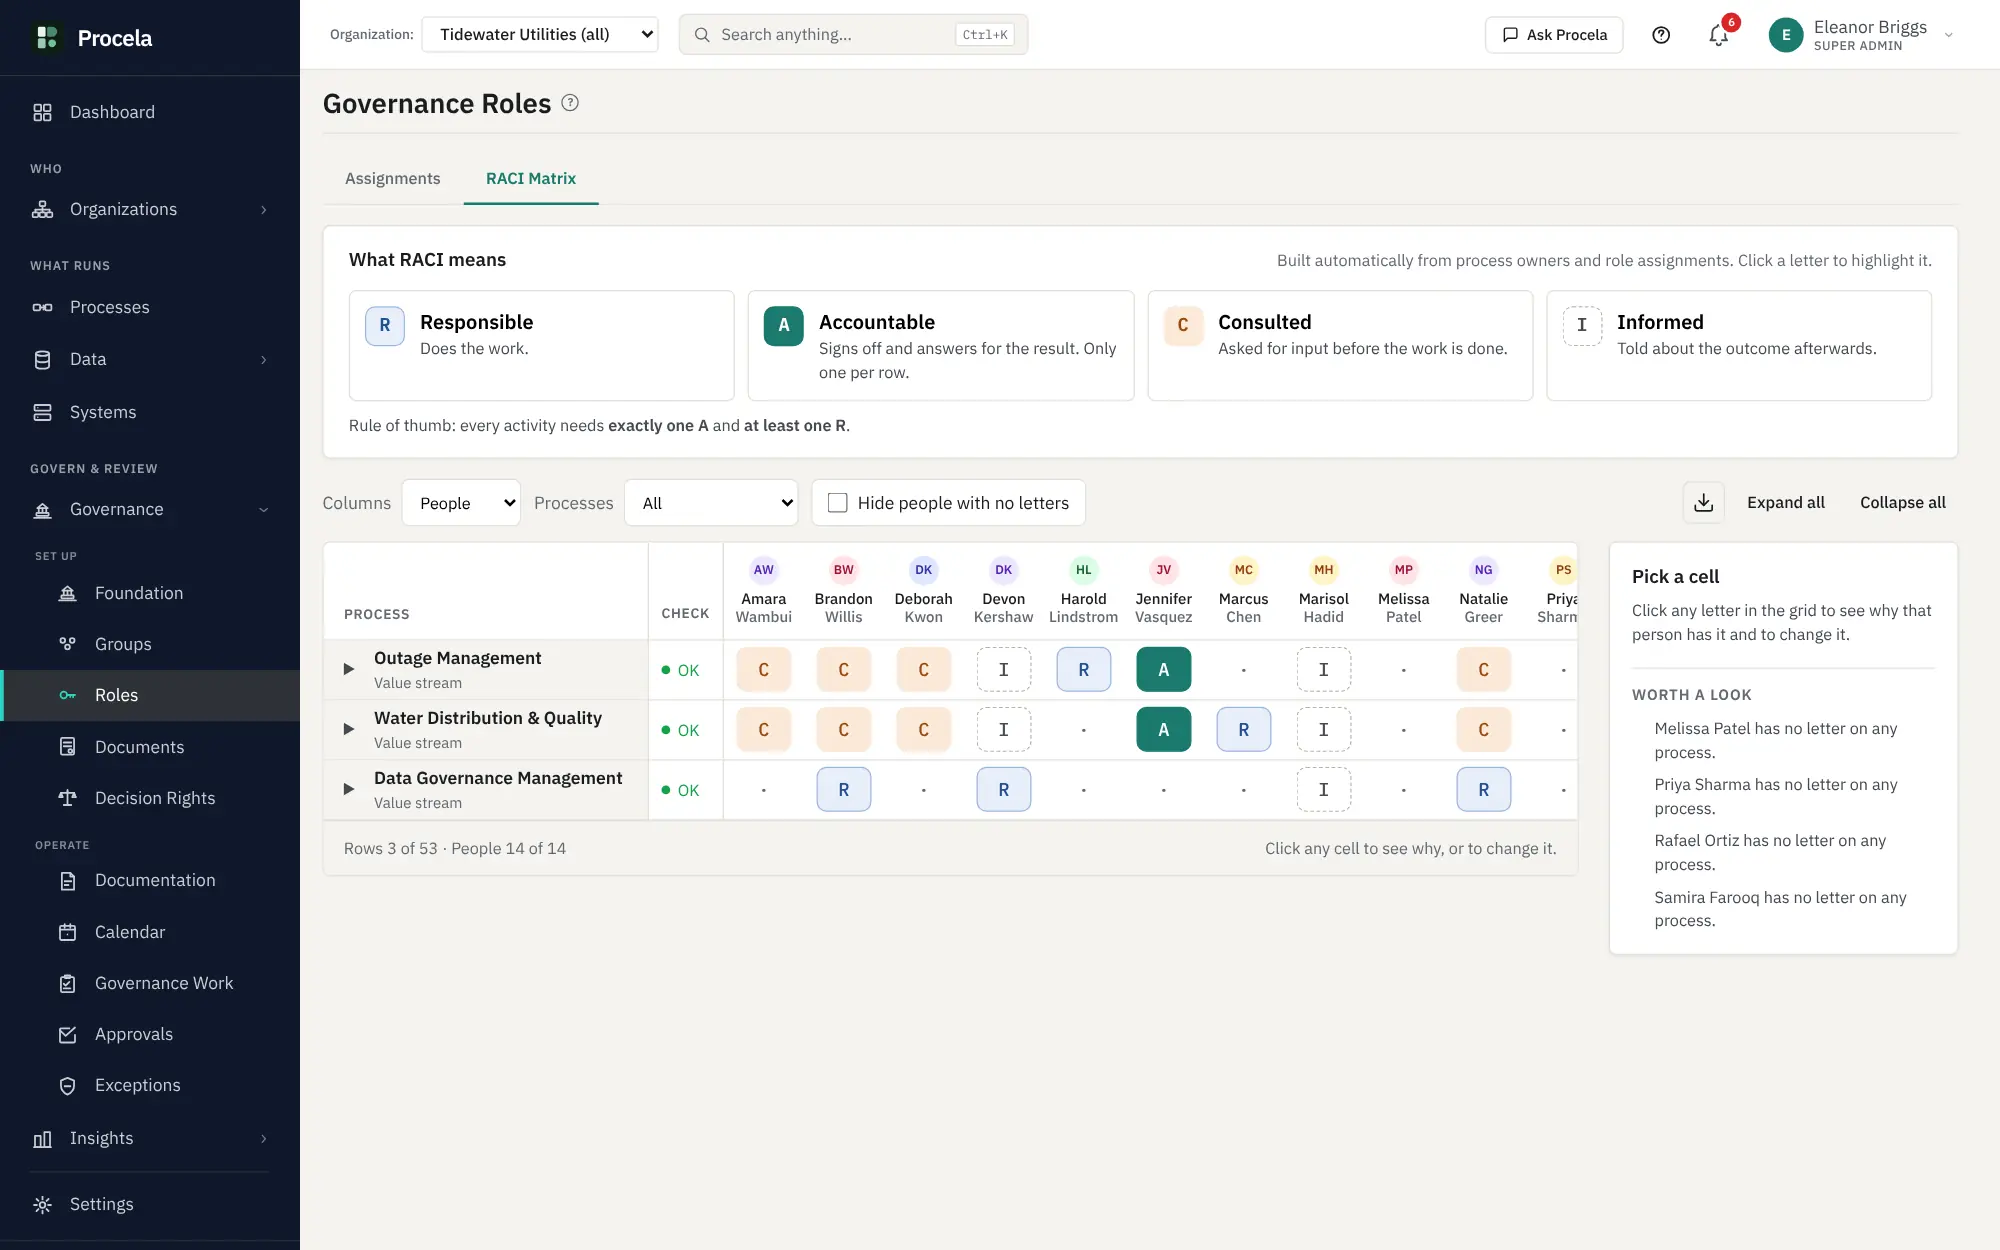 Procela
Organization:
Tidewater Utilities (all)
Search anything...
Ctrl+K
Ask Procela
6
E
Eleanor Briggs
SUPER ADMIN
Dashboard
WHO
Organizations
WHAT RUNS
Processes
Data
Systems
GOVERN & REVIEW
Governance
SET UP
Foundation
Groups
Roles
Documents
Decision Rights
OPERATE
Documentation
Calendar
Governance Work
Approvals
Exceptions
Insights
Settings
Governance Roles
Assignments
RACI Matrix
What RACI means
Built automatically from process owners and role assignments. Click a letter to highlight it.
R
Responsible
Does the work.
A
Accountable
Signs off and answers for the result. Only
one per row.
C
Consulted
Asked for input before the work is done.
I
Informed
Told about the outcome afterwards.
Rule of thumb: every activity needs exactly one A and at least one R.
Columns
People
Processes
All
Hide people with no letters
Expand all
Collapse all
PROCESS
CHECK
AW
Amara
Wambui
BW
Brandon
Willis
DK
Deborah
Kwon
DK
Devon
Kershaw
HL
Harold
Lindstrom
JV
Jennifer
Vasquez
MC
Marcus
Chen
MH
Marisol
Hadid
MP
Melissa
Patel
NG
Natalie
Greer
PS
Priya
Sharm
Outage Management
Value stream
OK
C C C I R A · I · C ·
Water Distribution & Quality
Value stream
OK
C C C I · A R I · C ·
Data Governance Management
Value stream
OK
· R · R · · · I · R ·
Rows 3 of 53 · People 14 of 14
Click any cell to see why, or to change it.
Pick a cell
Click any letter in the grid to see why that
person has it and to change it.
WORTH A LOOK
Melissa Patel has no letter on any
process.
Priya Sharma has no letter on any
process.
Rafael Ortiz has no letter on any
process.
Samira Farooq has no letter on any
process.